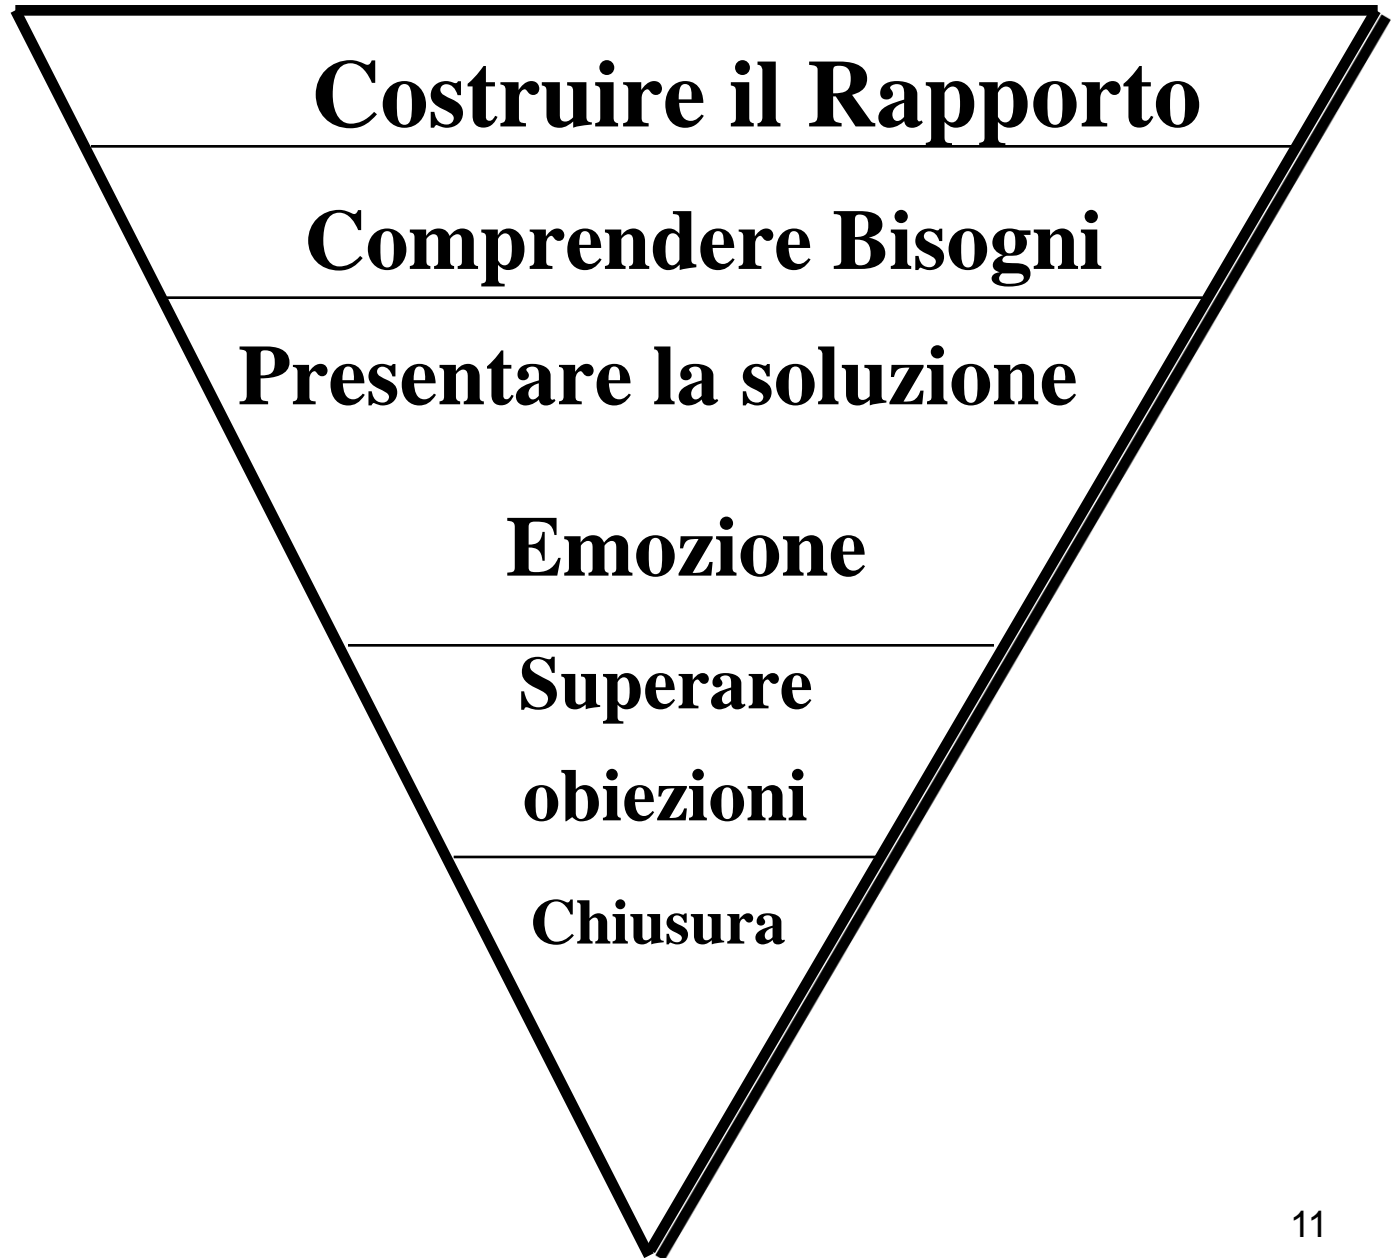 Costruire il Rapporto
Comprendere Bisogni
Presentare la soluzione
Emozione
Superare
obiezioni
Chiusura
11